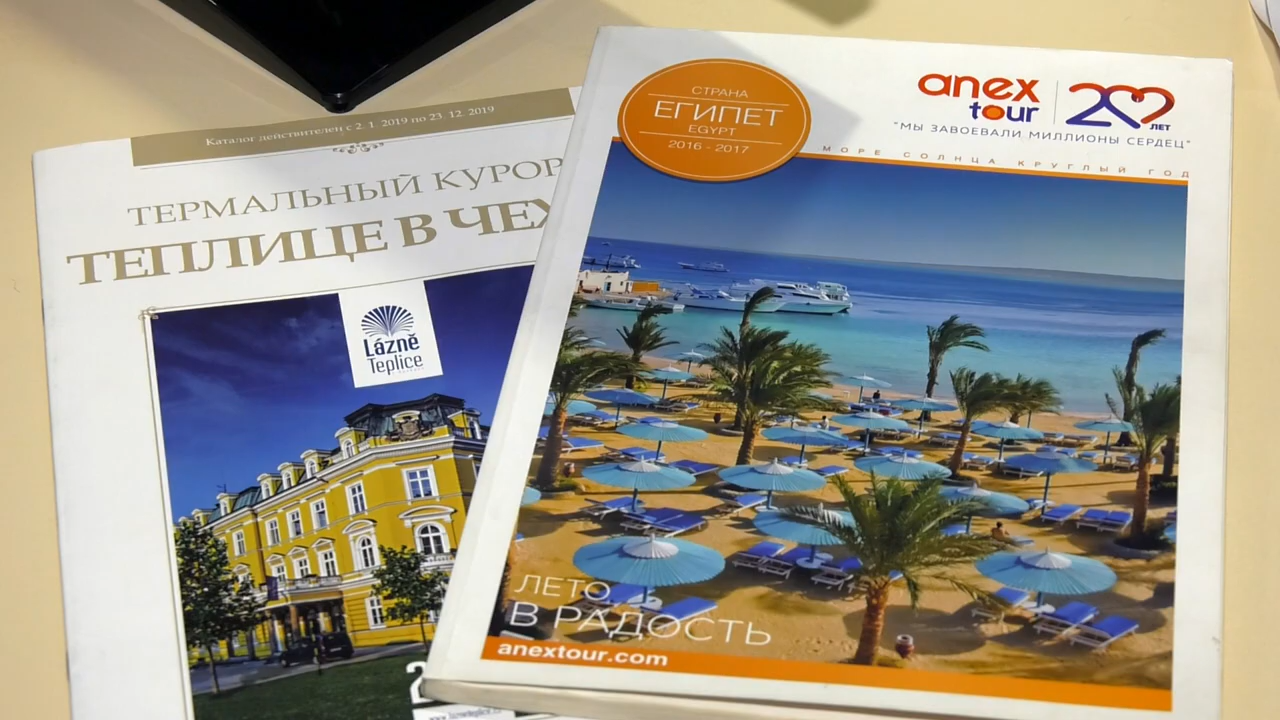 Каталог действителен с 2. 1. 2019 по 23. 12. 2019
ТЕРМАЛЬНЫЙ КУРОР
ТЕПЛИЦЕ В ЧЕХ
Lázně
Teplice
2
СТРАНА
ЕГИПЕТ
EGYPT
2016 - 2017
anex
tour
20 ЛЕТ
"МЫ ЗАВОЕВАЛИ МИЛЛИОНЫ СЕРДЕЦ"
МОРЕ СОЛНЦА КРУГЛЫЙ ГОД
ЛЕТО
В РАДОСТЬ
anextour.com